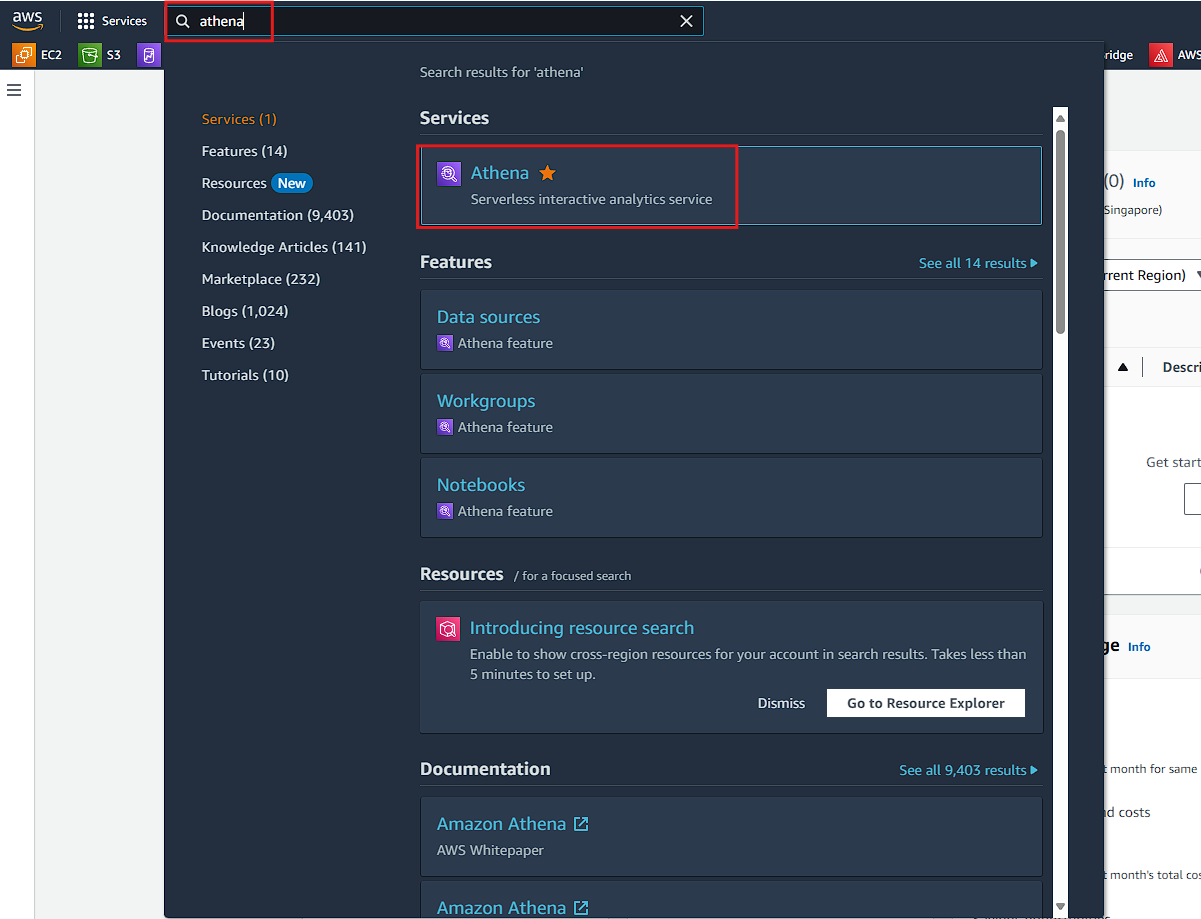 aws
Services
athena
EC2
S3
ridge
AWS
Search results for 'athena'
Services (1)
Features (14)
Resources New
Documentation (9,403)
Knowledge Articles (141)
Marketplace (232)
Blogs (1,024)
Events (23)
Tutorials (10)
Services
Athena
Serverless interactive analytics service
Features
See all 14 results
Data sources
Athena feature
Workgroups
Athena feature
Notebooks
Athena feature
Resources / for a focused search
Introducing resource search
Enable to show cross-region resources for your account in search results. Takes less than
5 minutes to set up.
Dismiss
Go to Resource Explorer
Documentation
See all 9,403 results
Amazon Athena
AWS Whitepaper
Amazon Athena
(0) Info
Singapore)
rrent Region)
Descri
Get start
ge Info
t month for same
nd costs
t month's total cos